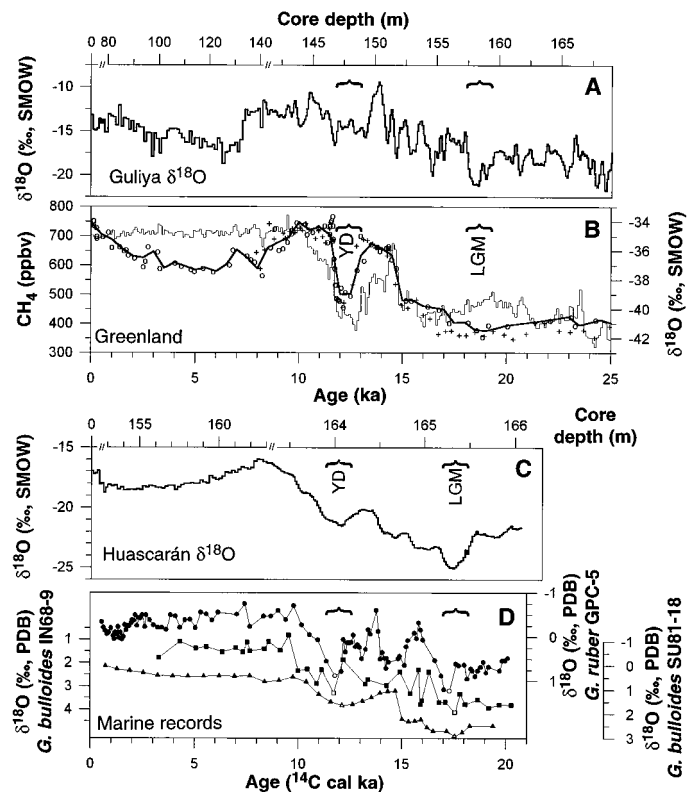 Core depth (m)
0 80 100 120 140 145 150 155 160 165
A
-10
-15
-20
δ18O (‰, SMOW)
Guliya δ18O
B
800
700
600
500
400
300
CH4 (ppbv)
YD
LGM
-34
-36
-38
-40
-42
δ18O (‰, SMOW)
Greenland
0 5 10 15 20 25
Age (ka)
0 155 160 164 165 166
Core depth (m)
C
-15
-20
-25
δ18O (‰, SMOW)
YD
LGM
Huascarán δ18O
D
1
2
3
4
δ18O (‰, PDB)
G. bulloides IN68-9
-1
0
1
δ18O (‰, PDB)
G. ruber GPC-5
-1
0
1
2
3
δ18O (‰, PDB)
G. bulloides SU81-18
Marine records
0 5 10 15 20
Age (14C cal ka)